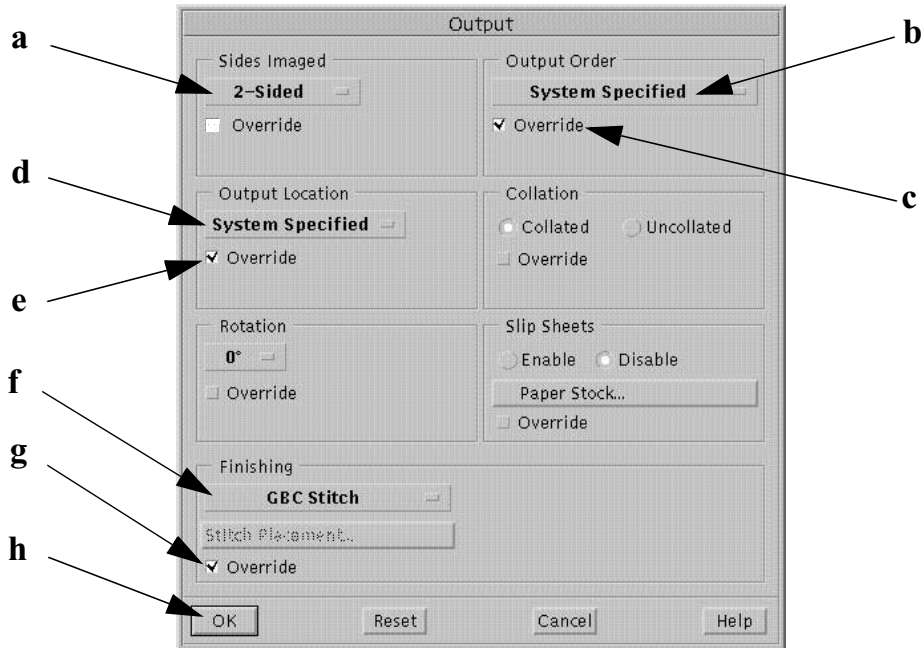 Output
a
b
Sides Imaged
2-Sided
Override
Output Order
System Specified
Override
c
d
Output Location
System Specified
Override
e
Collation
Collated Uncollated
Override
Rotation
0°
Override
f
Slip Sheets
Enable Disable
Paper Stock...
Override
g
Finishing
GBC Stitch
Stitch Placement...
Override
h
OK Reset Cancel Help